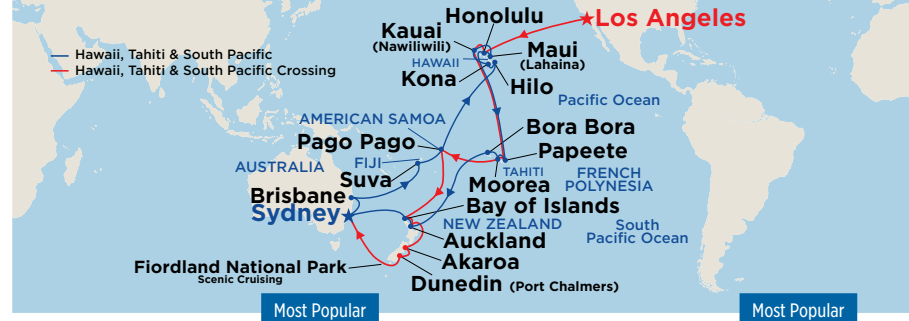 Honolulu
Los Angeles
Kauai
(Nawiliwili)
Maui
(Lahaina)
Hawaii, Tahiti & South Pacific
Hawaii, Tahiti & South Pacific Crossing
HAWAII
Kona
Hilo
Pacific Ocean
AMERICAN SAMOA
Bora Bora
Pago Pago
Papeete
AUSTRALIA
FIJI
TAHITI
FRENCH
POLYNESIA
Suva
Moorea
Brisbane
Bay of Islands
Sydney
NEW ZEALAND
South
Pacific Ocean
Auckland
Akaroa
Fiordland National Park
Scenic Cruising
Dunedin (Port Chalmers)
Most Popular
Most Popular